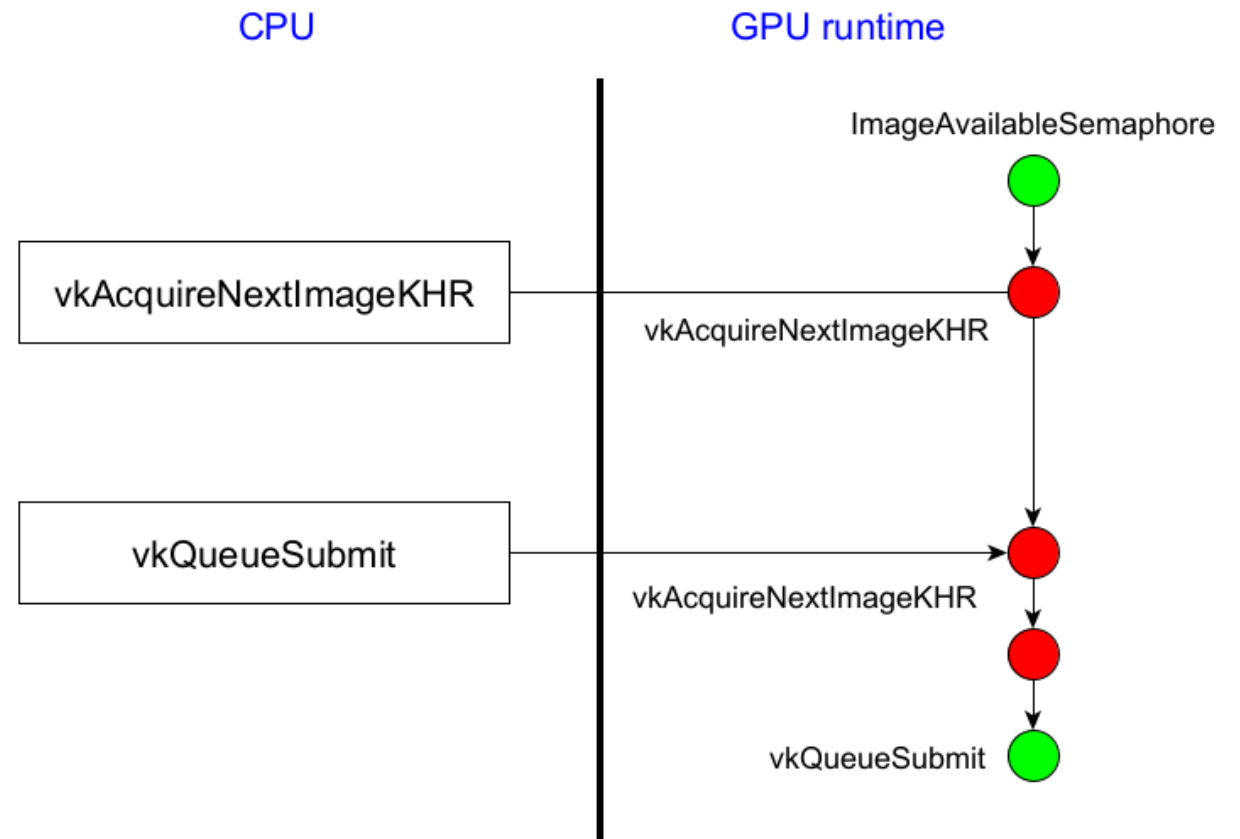 CPU
GPU runtime
ImageAvailableSemaphore
vkAcquireNextImageKHR
vkAcquireNextImageKHR
vkQueueSubmit
vkAcquireNextImageKHR
vkQueueSubmit